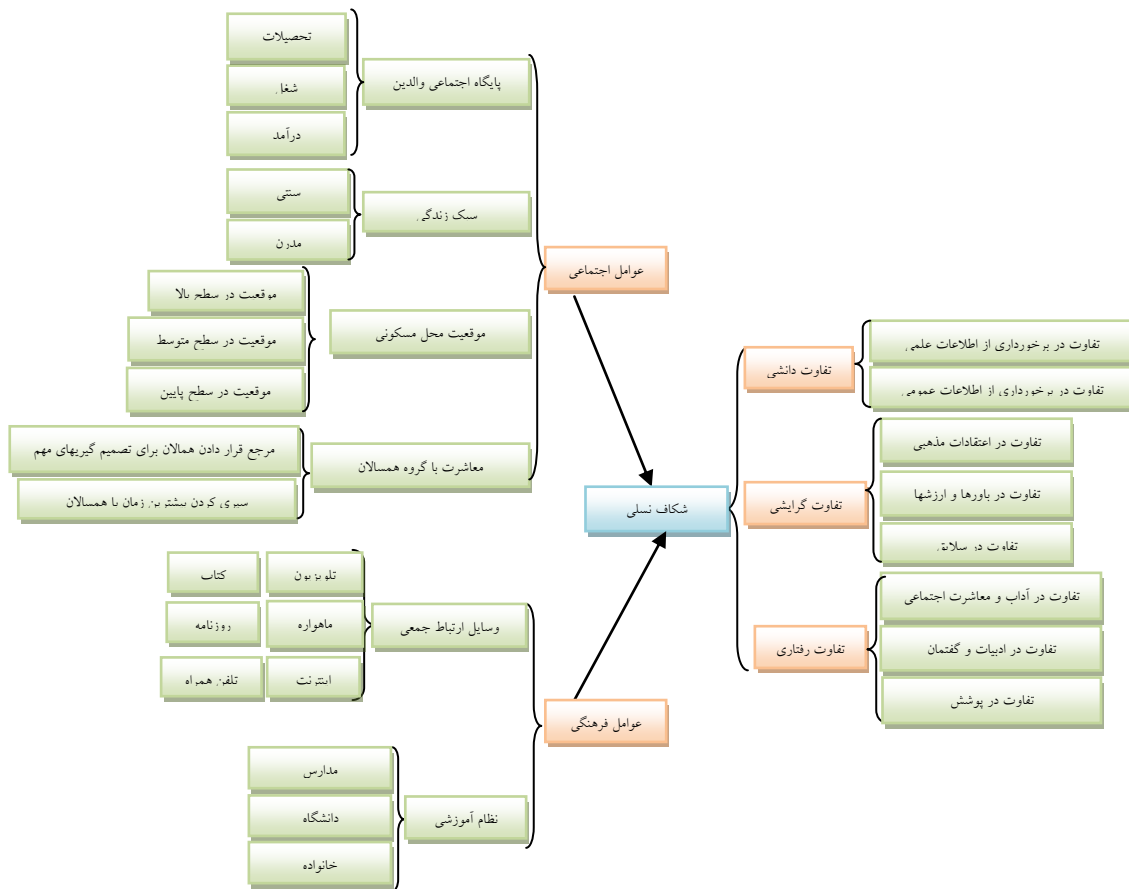 تحصیلات
شغل
درآمد
پایگاه اجتماعی والدین
سنتی
مدرن
سبک زندگی
موقعیت در سطح بالا
موقعیت در سطح متوسط
موقعیت در سطح پایین
موقعیت محل مسکونی
مرجع قرار دادن همالان برای تصمیم گیریهای مهم
سپری کردن بیشترین زمان با همسالان
معاشرت با گروه همسالان
عوامل اجتماعی
تلویزیون
کتاب
ماهواره
روزنامه
اینترنت
تلفن همراه
وسایل ارتباط جمعی
مدارس
دانشگاه
خانواده
نظام آموزشی
عوامل فرهنگی
شکاف نسلی
تفاوت دانشی
تفاوت در برخورداری از اطلاعات علمی
تفاوت در برخورداری از اطلاعات عمومی
تفاوت گرایشی
تفاوت در اعتقادات مذهبی
تفاوت در باورها و ارزشها
تفاوت در سلایق
تفاوت رفتاری
تفاوت در آداب و معاشرت اجتماعی
تفاوت در ادبیات و گفتمان
تفاوت در پوشش